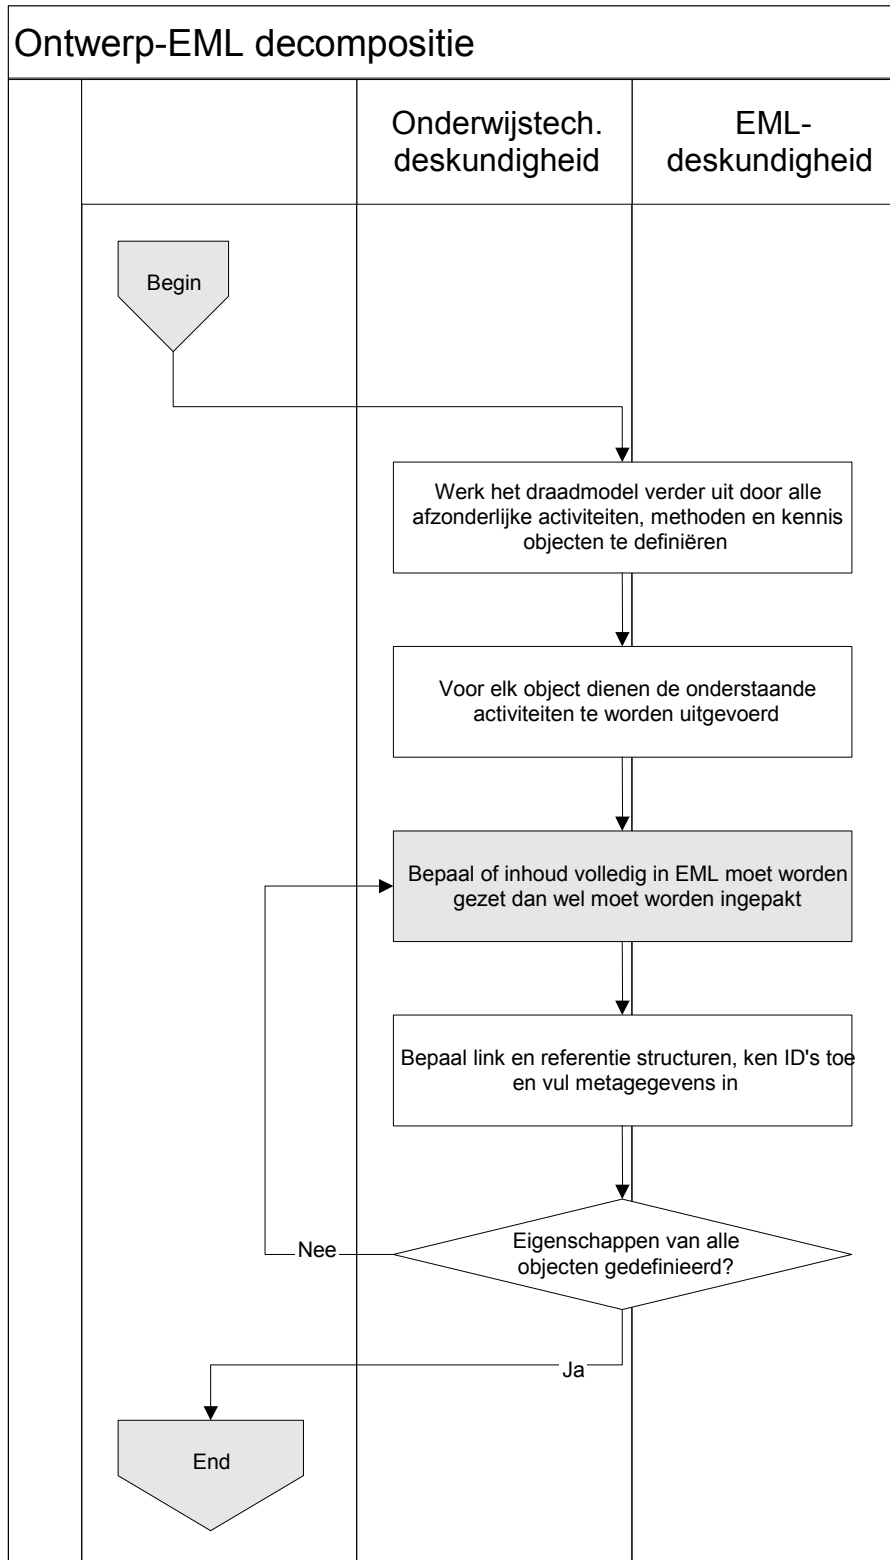 Ontwerp-EML decompositie
Onderwijstech.
deskundigheid
EML-
deskundigheid
Begin
Werk het draadmodel verder uit door alle
afzonderlijke activiteiten, methoden en kennis
objecten te definiëren
Voor elk object dienen de onderstaande
activiteiten te worden uitgevoerd
Bepaal of inhoud volledig in EML moet worden
gezet dan wel moet worden ingepakt
Bepaal link en referentie structuren, ken ID's toe
en vul metagegevens in
Eigenschappen van alle
objecten gedefinieerd?
Nee
Ja
End